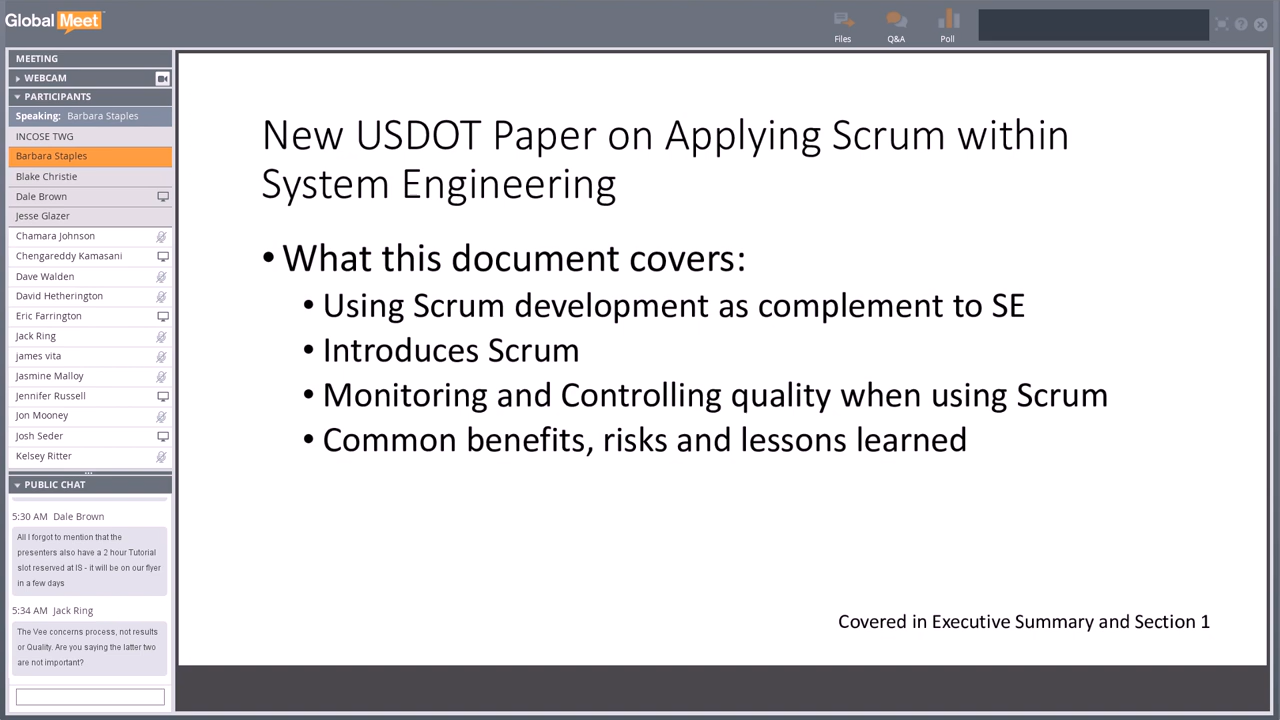 Global Meet
Files
Q&A
Poll
MEETING
WEBCAM
PARTICIPANTS
Speaking: Barbara Staples
INCOSE TWG
Barbara Staples
Blake Christie
Dale Brown
Jesse Glazer
Chamara Johnson
Chengareddy Kamasani
Dave Walden
David Hetherington
Eric Farrington
Jack Ring
james vita
Jasmine Malloy
Jennifer Russell
Jon Mooney
Josh Seder
Kelsey Ritter
PUBLIC CHAT
5:30 AM Dale Brown
All I forgot to mention that the
presenters also have a 2 hour Tutorial
slot reserved at IS - it will be on our flyer
in a few days
5:34 AM Jack Ring
The Vee concerns process, not results
or Quality. Are you saying the latter two
are not important?
New USDOT Paper on Applying Scrum within
System Engineering
• What this document covers:
• Using Scrum development as complement to SE
• Introduces Scrum
• Monitoring and Controlling quality when using Scrum
• Common benefits, risks and lessons learned
Covered in Executive Summary and Section 1